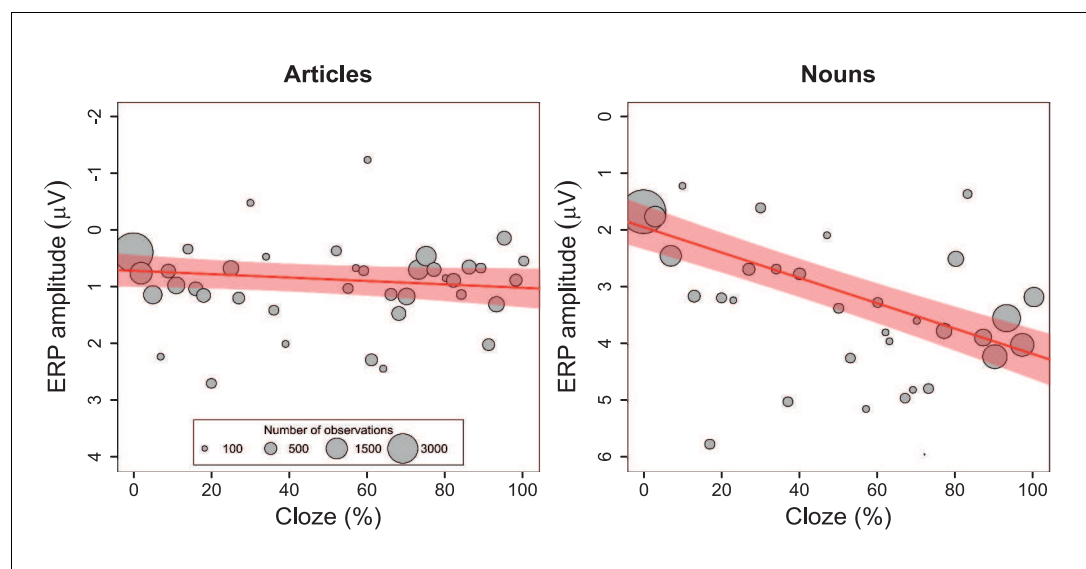 Articles
Nouns
ERP amplitude (μV)
-2
-1
0
1
2
3
4
Number of observations
100 500 1500 3000
0 20 40 60 80 100
Cloze (%)
ERP amplitude (μV)
0
1
2
3
4
5
6
0 20 40 60 80 100
Cloze (%)